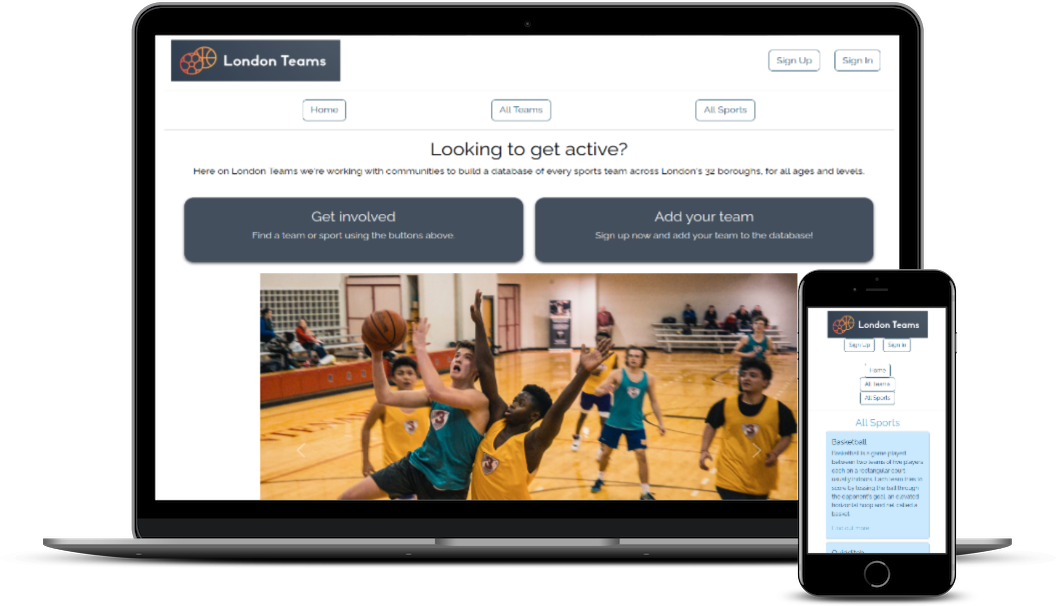 London Teams
Sign Up
Sign In
Home
All Teams
All Sports
Looking to get active?
Here on London Teams we're working with communities to build a database of every sports team across London's 32 boroughs, for all ages and levels.
Get involved
Find a team or sport using the buttons above.
Add your team
Sign up now and add your team to the database!
London Teams
Sign Up
Sign In
Home
All Teams
All Sports
All Sports
Basketball
Basketball is a game played
between two teams of five players
each on a rectangular court,
usually indoors. Each team tries to
score by tossing the ball through
the opponent's goal, an elevated
horizontal hoop and net called a
basket.
Find out more
Quidditch